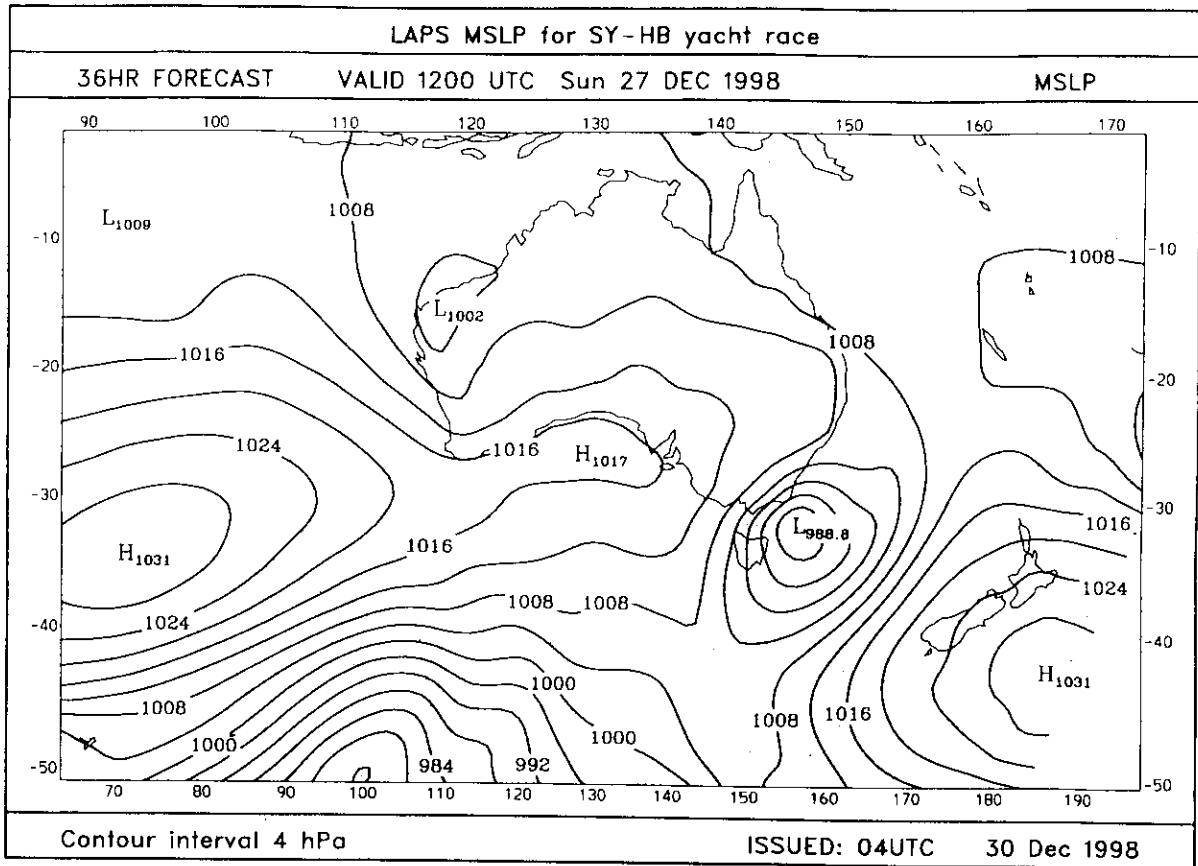 LAPS MSLP for SY-HB yacht race
36HR FORECAST VALID 1200 UTC Sun 27 DEC 1998 MSLP
90 100 110 120 130 140 150 160 170
L1009
1008
-10
1008
-10
L1002
1008
1016
-20
-20
1024
1016
H1017
-30
L988.8
-30
1016
H1031
1016
1024
1008 1008
1024
-40
-40
1000
H1031
1008
1008
1016
1000
1000
984
992
-50
-50
70 80 90 100 110 120 130 140 150 160 170 180 190
Contour interval 4 hPa ISSUED: 04UTC 30 Dec 1998